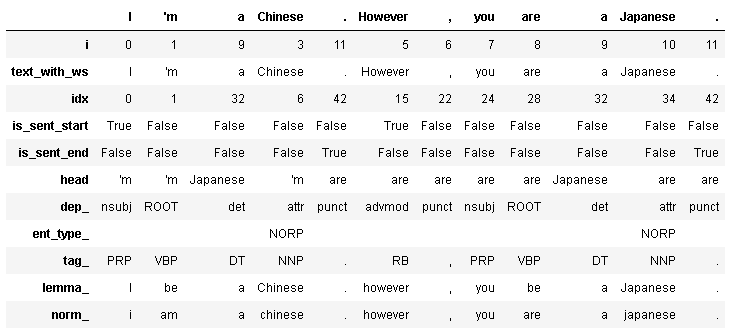 I 'm a Chinese . However , you are a Japanese .
i 0 1 9 3 11 5 6 7 8 9 10 11
text_with_ws I 'm a Chinese . However , you are a Japanese .
idx 0 1 32 6 42 15 22 24 28 32 34 42
is_sent_start True False False False False True False False False False False False
is_sent_end False False False False True False False False False False False True
head 'm 'm Japanese 'm are are are are are Japanese are are
dep_ nsubj ROOT det attr punct advmod punct nsubj ROOT det attr punct
ent_type_ NORP NORP
tag_ PRP VBP DT NNP . RB , PRP VBP DT NNP .
lemma_ I be a Chinese . however , you be a Japanese .
norm_ i am a chinese . however , you are a japanese .